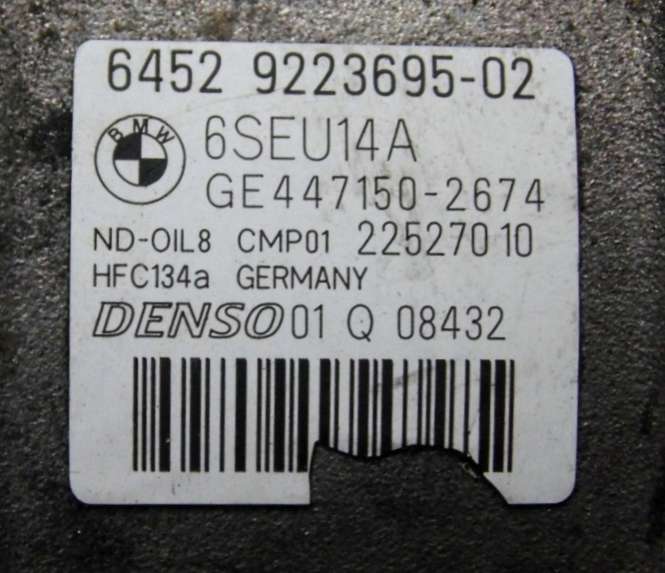 6452 9223695-02
BMW 6SEU14A
GE447150-2674
ND-OIL8 CMP01 22527010
HFC134a GERMANY
DENSO 01 Q 08432